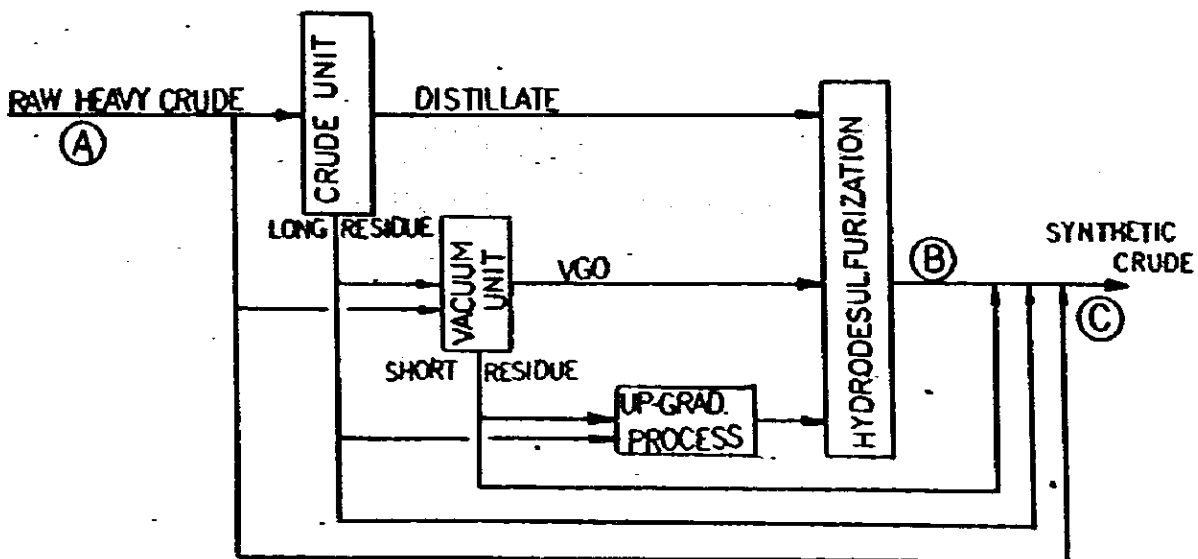 RAW HEAVY CRUDE
A
CRUDE UNIT
DISTILLATE
LONG RESIDUE
VACUUM
UNIT
VGO
SHORT RESIDUE
UP-GRAD.
PROCESS
HYDRODESULFURIZATION
B
SYNTHETIC
CRUDE
C